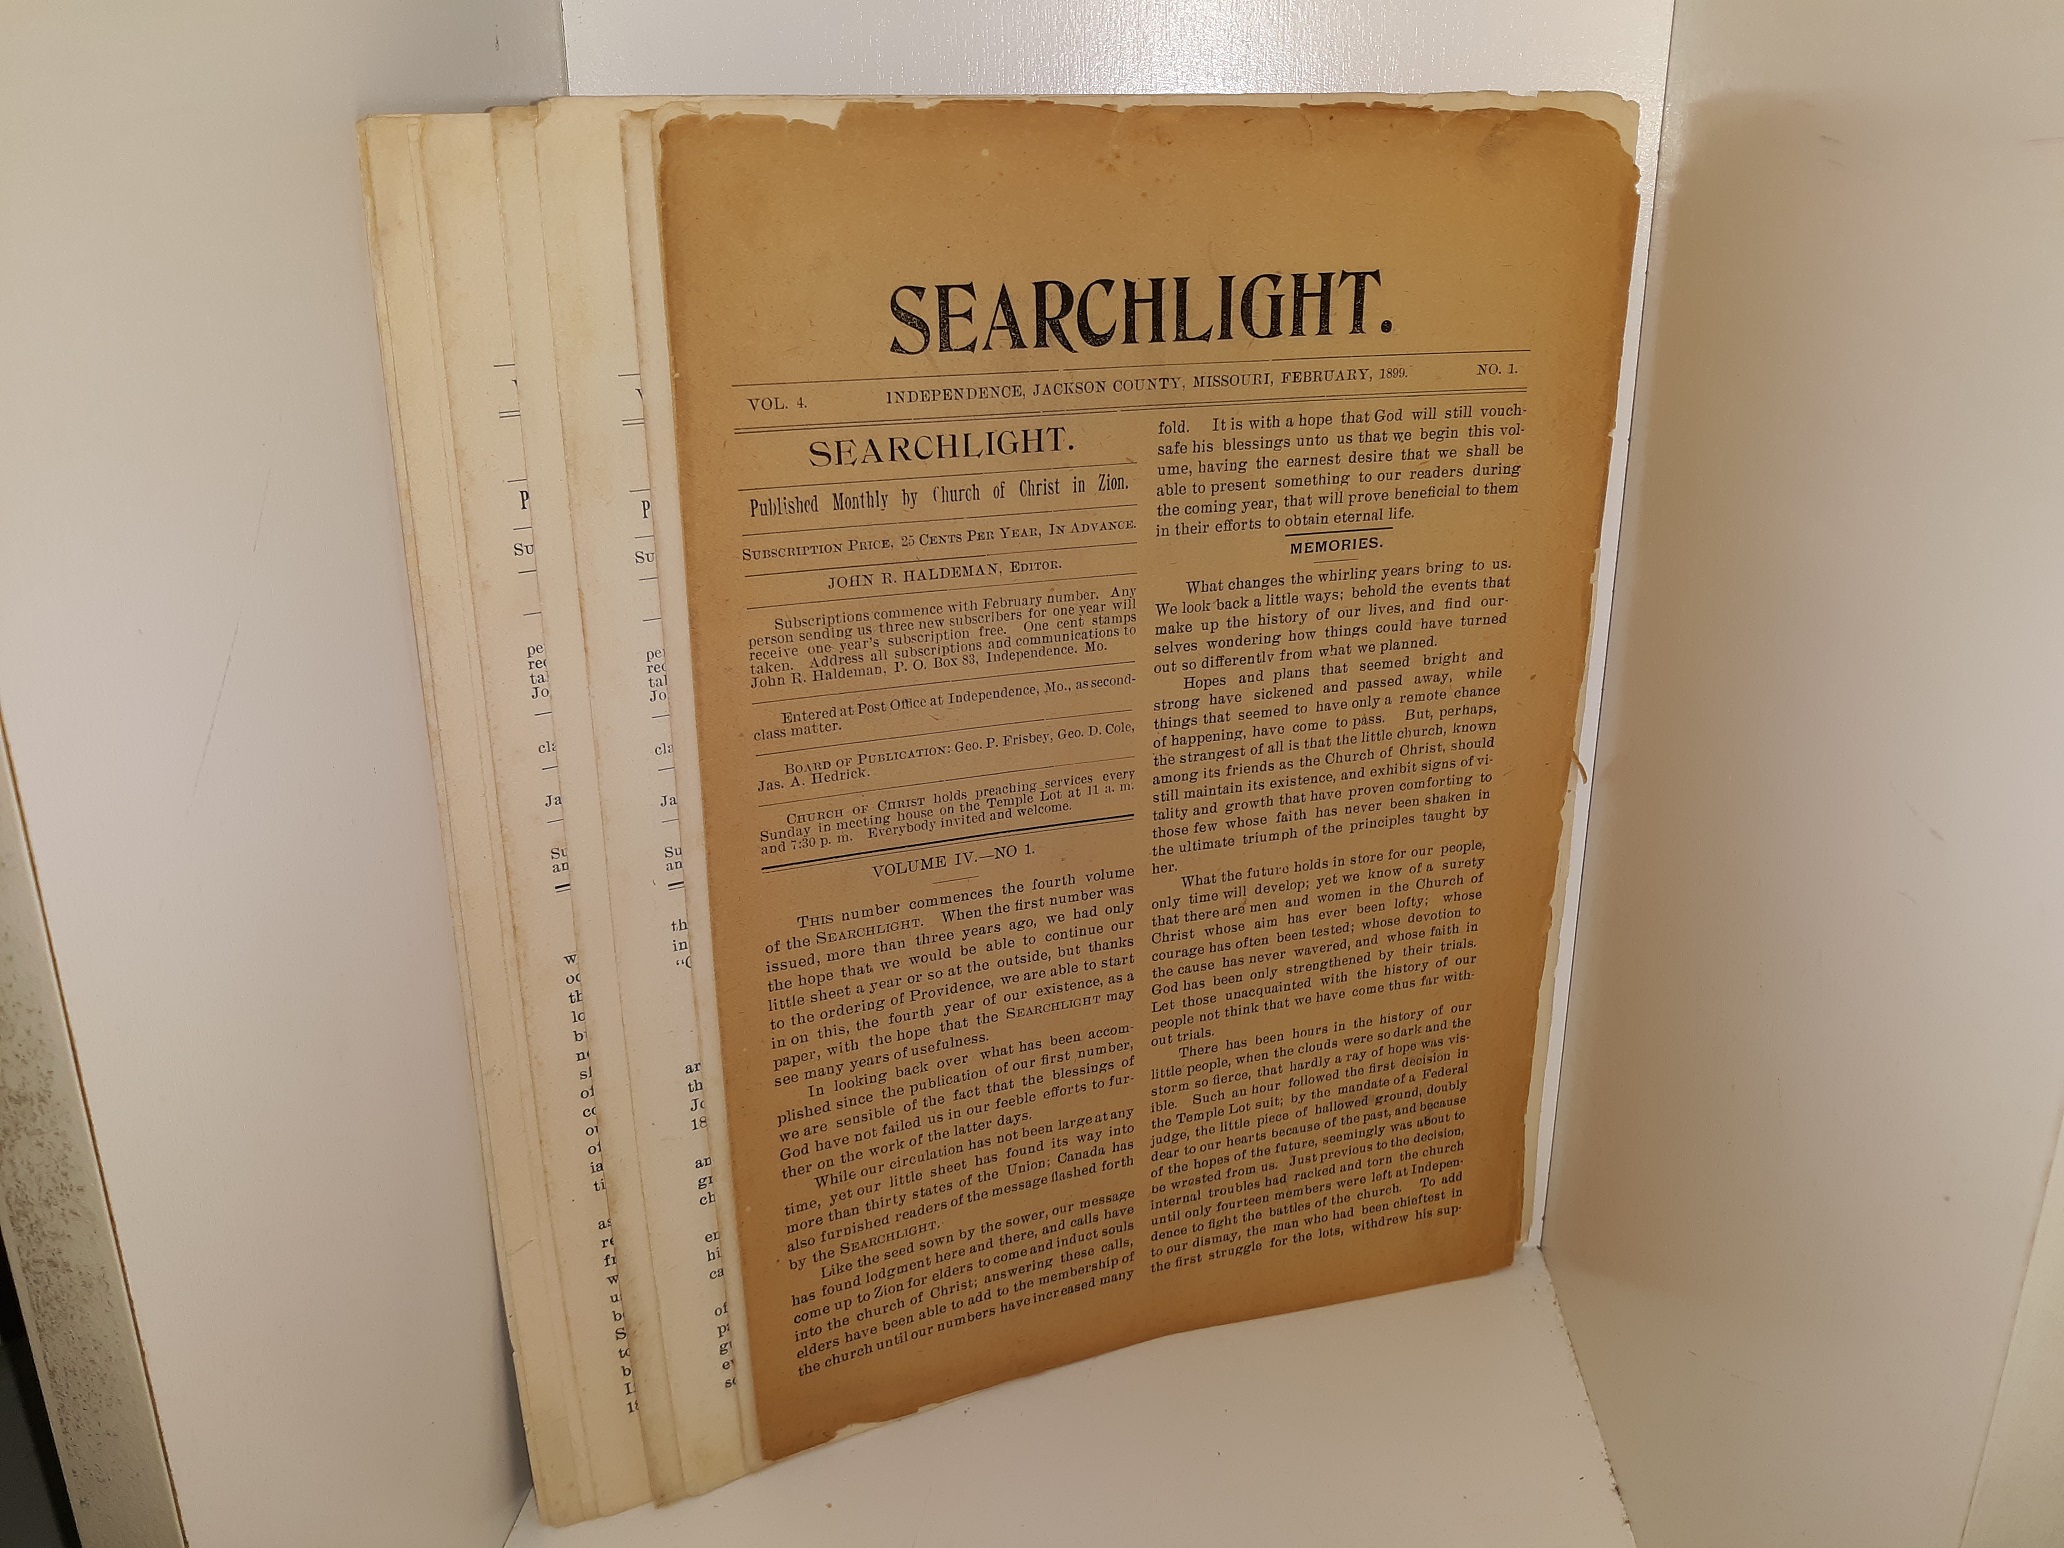 SEARCHLIGHT.
VOL. 4. INDEPENDENCE, JACKSON COUNTY, MISSOURI, FEBRUARY, 1899. NO. 1.
SEARCHLIGHT.
Published Monthly by Church of Christ in Zion.
SUBSCRIPTION PRICE, 25 CENTS PER YEAR, IN ADVANCE.
JOHN R. HALDEMAN, EDITOR.
Subscriptions commence with February number. Any
person sending us three new subscribers for one year will
receive one year's subscription free. One cent stamps
taken. Address all subscriptions and communications to
John R. Haldeman, P. O. Box 83, Independence. Mo.
Entered at Post Office at Independence, Mo., as second-
class matter.
BOARD OF PUBLICATION: Geo. P. Frisbey, Geo. D. Cole,
Jas. A. Hedrick.
CHURCH OF CHRIST holds preaching services every
Sunday in meeting house on the Temple Lot at 11 a. m.
and 7:30 p. m. Everybody invited and welcome.
VOLUME IV.—NO 1.
THIS number commences the fourth volume
of the SEARCHLIGHT. When the first number was
issued, more than three years ago, we had only
the hope that we would be able to continue our
little sheet a year or so at the outside, but thanks
to the ordering of Providence, we are able to start
in on this, the fourth year of our existence, as a
paper, with the hope that the SEARCHLIGHT may
see many years of usefulness.
In looking back over what has been accom-
plished since the publication of our first number,
we are sensible of the fact that the blessings of
God have not failed us in our feeble efforts to fur-
ther on the work of the latter days.
While our circulation has not been large at any
time, yet our little sheet has found its way into
more than thirty states of the Union; Canada has
also furnished readers of the message flashed forth
by the SEARCHLIGHT.
Like the seed sown by the sower, our message
has found lodgment here and there, and calls have
come up to Zion for elders to come and induct souls
into the church of Christ; answering these calls,
elders have been able to add to the membership of
the church until our numbers have increased many
fold. It is with a hope that God will still vouch-
safe his blessings unto us that we begin this vol-
ume, having the earnest desire that we shall be
able to present something to our readers during
the coming year, that will prove beneficial to them
in their efforts to obtain eternal life.
MEMORIES.
What changes the whirling years bring to us.
We look back a little ways; behold the events that
make up the history of our lives, and find our-
selves wondering how things could have turned
out so differently from what we planned.
Hopes and plans that seemed bright and
strong have sickened and passed away, while
things that seemed to have only a remote chance
of happening, have come to pass. But, perhaps,
the strangest of all is that the little church, known
among its friends as the Church of Christ, should
still maintain its existence, and exhibit signs of vi-
tality and growth that have proven comforting to
those few whose faith has never been shaken in
the ultimate triumph of the principles taught by
her.
What the future holds in store for our people,
only time will develop; yet we know of a surety
that there are men and women in the Church of
Christ whose aim has ever been lofty; whose
courage has often been tested; whose devotion to
the cause has never wavered, and whose faith in
God has been only strengthened by their trials.
Let those unacquainted with the history of our
people not think that we have come thus far with-
out trials.
There has been hours in the history of our
little people, when the clouds were so dark and the
storm so fierce, that hardly a ray of hope was vis-
ible. Such an hour followed the first decision in
the Temple Lot suit; by the mandate of a Federal
judge, the little piece of hallowed ground, doubly
dear to our hearts because of the past, and because
of the hopes of the future, seemingly was about to
be wrested from us. Just previous to the decision,
internal troubles had racked and torn the church
until only fourteen members were left at Indepen-
dence to fight the battles of the church. To add
to our dismay, the man who had been chieftest in
the first struggle for the lots, withdrew his sup-